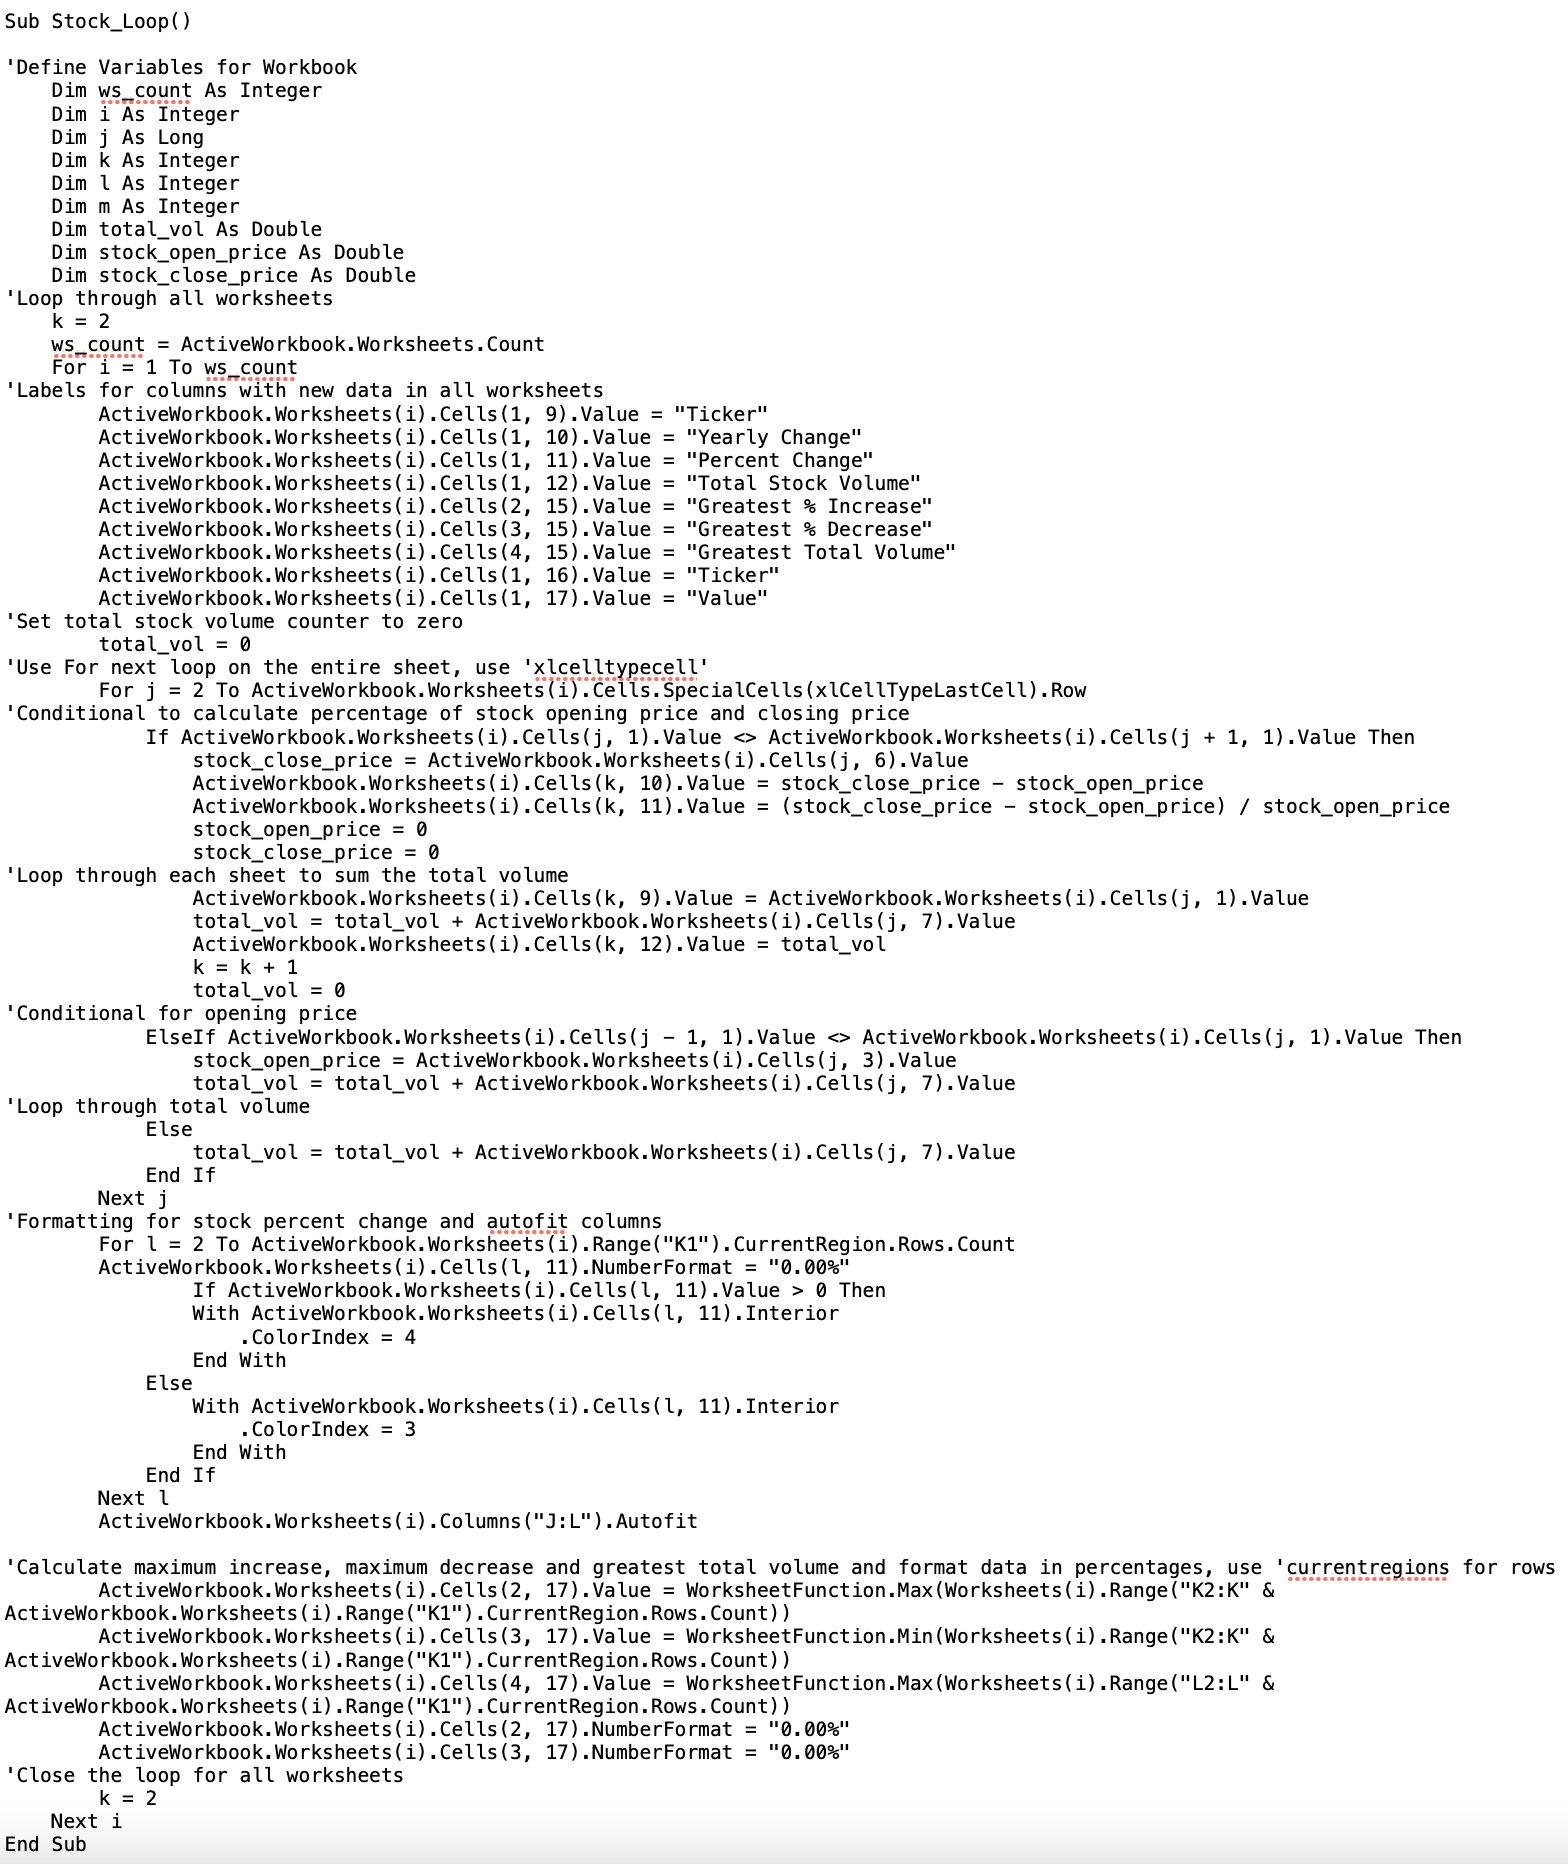 Sub Stock_Loop()
'Define Variables for Workbook
Dim ws_count As Integer
Dim i As Integer
Dim j As Long
Dim k As Integer
Dim l As Integer
Dim m As Integer
Dim total_vol As Double
Dim stock_open_price As Double
Dim stock_close_price As Double
'Loop through all worksheets
k = 2
ws_count = ActiveWorkbook.Worksheets.Count
For i = 1 To ws_count
'Labels for columns with new data in all worksheets
ActiveWorkbook.Worksheets(i).Cells(1, 9).Value = "Ticker"
ActiveWorkbook.Worksheets(i).Cells(1, 10).Value = "Yearly Change"
ActiveWorkbook.Worksheets(i).Cells(1, 11).Value = "Percent Change"
ActiveWorkbook.Worksheets(i).Cells(1, 12).Value = "Total Stock Volume"
ActiveWorkbook.Worksheets(i).Cells(2, 15).Value = "Greatest % Increase"
ActiveWorkbook.Worksheets(i).Cells(3, 15).Value = "Greatest % Decrease"
ActiveWorkbook.Worksheets(i).Cells(4, 15).Value = "Greatest Total Volume"
ActiveWorkbook.Worksheets(i).Cells(1, 16).Value = "Ticker"
ActiveWorkbook.Worksheets(i).Cells(1, 17).Value = "Value"
'Set total stock volume counter to zero
total_vol = 0
'Use For next loop on the entire sheet, use 'xlcelltypecell'
For j = 2 To ActiveWorkbook.Worksheets(i).Cells.SpecialCells(xlCellTypeLastCell).Row
'Conditional to calculate percentage of stock opening price and closing price
If ActiveWorkbook.Worksheets(i).Cells(j, 1).Value <> ActiveWorkbook.Worksheets(i).Cells(j + 1, 1).Value Then
stock_close_price = ActiveWorkbook.Worksheets(i).Cells(j, 6).Value
ActiveWorkbook.Worksheets(i).Cells(k, 10).Value = stock_close_price - stock_open_price
ActiveWorkbook.Worksheets(i).Cells(k, 11).Value = (stock_close_price - stock_open_price) / stock_open_price
stock_open_price = 0
stock_close_price = 0
'Loop through each sheet to sum the total volume
ActiveWorkbook.Worksheets(i).Cells(k, 9).Value = ActiveWorkbook.Worksheets(i).Cells(j, 1).Value
total_vol = total_vol + ActiveWorkbook.Worksheets(i).Cells(j, 7).Value
ActiveWorkbook.Worksheets(i).Cells(k, 12).Value = total_vol
k = k + 1
total_vol = 0
'Conditional for opening price
ElseIf ActiveWorkbook.Worksheets(i).Cells(j - 1, 1).Value <> ActiveWorkbook.Worksheets(i).Cells(j, 1).Value Then
stock_open_price = ActiveWorkbook.Worksheets(i).Cells(j, 3).Value
total_vol = total_vol + ActiveWorkbook.Worksheets(i).Cells(j, 7).Value
'Loop through total volume
Else
total_vol = total_vol + ActiveWorkbook.Worksheets(i).Cells(j, 7).Value
End If
Next j
'Formatting for stock percent change and autofit columns
For l = 2 To ActiveWorkbook.Worksheets(i).Range("K1").CurrentRegion.Rows.Count
ActiveWorkbook.Worksheets(i).Cells(l, 11).NumberFormat = "0.00%"
If ActiveWorkbook.Worksheets(i).Cells(l, 11).Value > 0 Then
With ActiveWorkbook.Worksheets(i).Cells(l, 11).Interior
.ColorIndex = 4
End With
Else
With ActiveWorkbook.Worksheets(i).Cells(l, 11).Interior
.ColorIndex = 3
End With
End If
Next l
ActiveWorkbook.Worksheets(i).Columns("J:L").Autofit
'Calculate maximum increase, maximum decrease and greatest total volume and format data in percentages, use 'currentregions for rows
ActiveWorkbook.Worksheets(i).Cells(2, 17).Value = WorksheetFunction.Max(Worksheets(i).Range("K2:K" &
ActiveWorkbook.Worksheets(i).Range("K1").CurrentRegion.Rows.Count))
ActiveWorkbook.Worksheets(i).Cells(3, 17).Value = WorksheetFunction.Min(Worksheets(i).Range("K2:K" &
ActiveWorkbook.Worksheets(i).Range("K1").CurrentRegion.Rows.Count))
ActiveWorkbook.Worksheets(i).Cells(4, 17).Value = WorksheetFunction.Max(Worksheets(i).Range("L2:L" &
ActiveWorkbook.Worksheets(i).Range("K1").CurrentRegion.Rows.Count))
ActiveWorkbook.Worksheets(i).Cells(2, 17).NumberFormat = "0.00%"
ActiveWorkbook.Worksheets(i).Cells(3, 17).NumberFormat = "0.00%"
'Close the loop for all worksheets
k = 2
Next i
End Sub